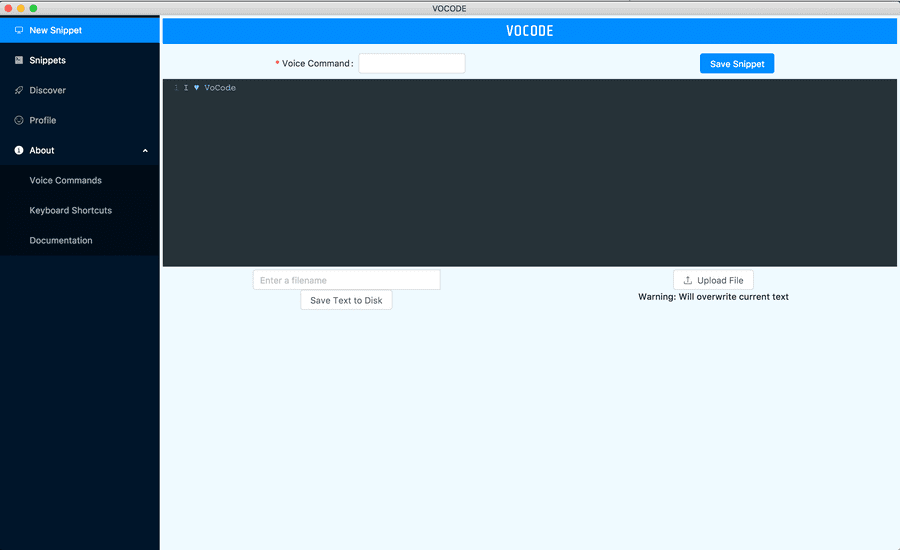 VOCODE
New Snippet
Snippets
Discover
Profile
About
Voice Commands
Keyboard Shortcuts
Documentation
VOCODE
* Voice Command:
Save Snippet
1 I ♥ VoCode
Enter a filename
Save Text to Disk
Upload File
Warning: Will overwrite current text